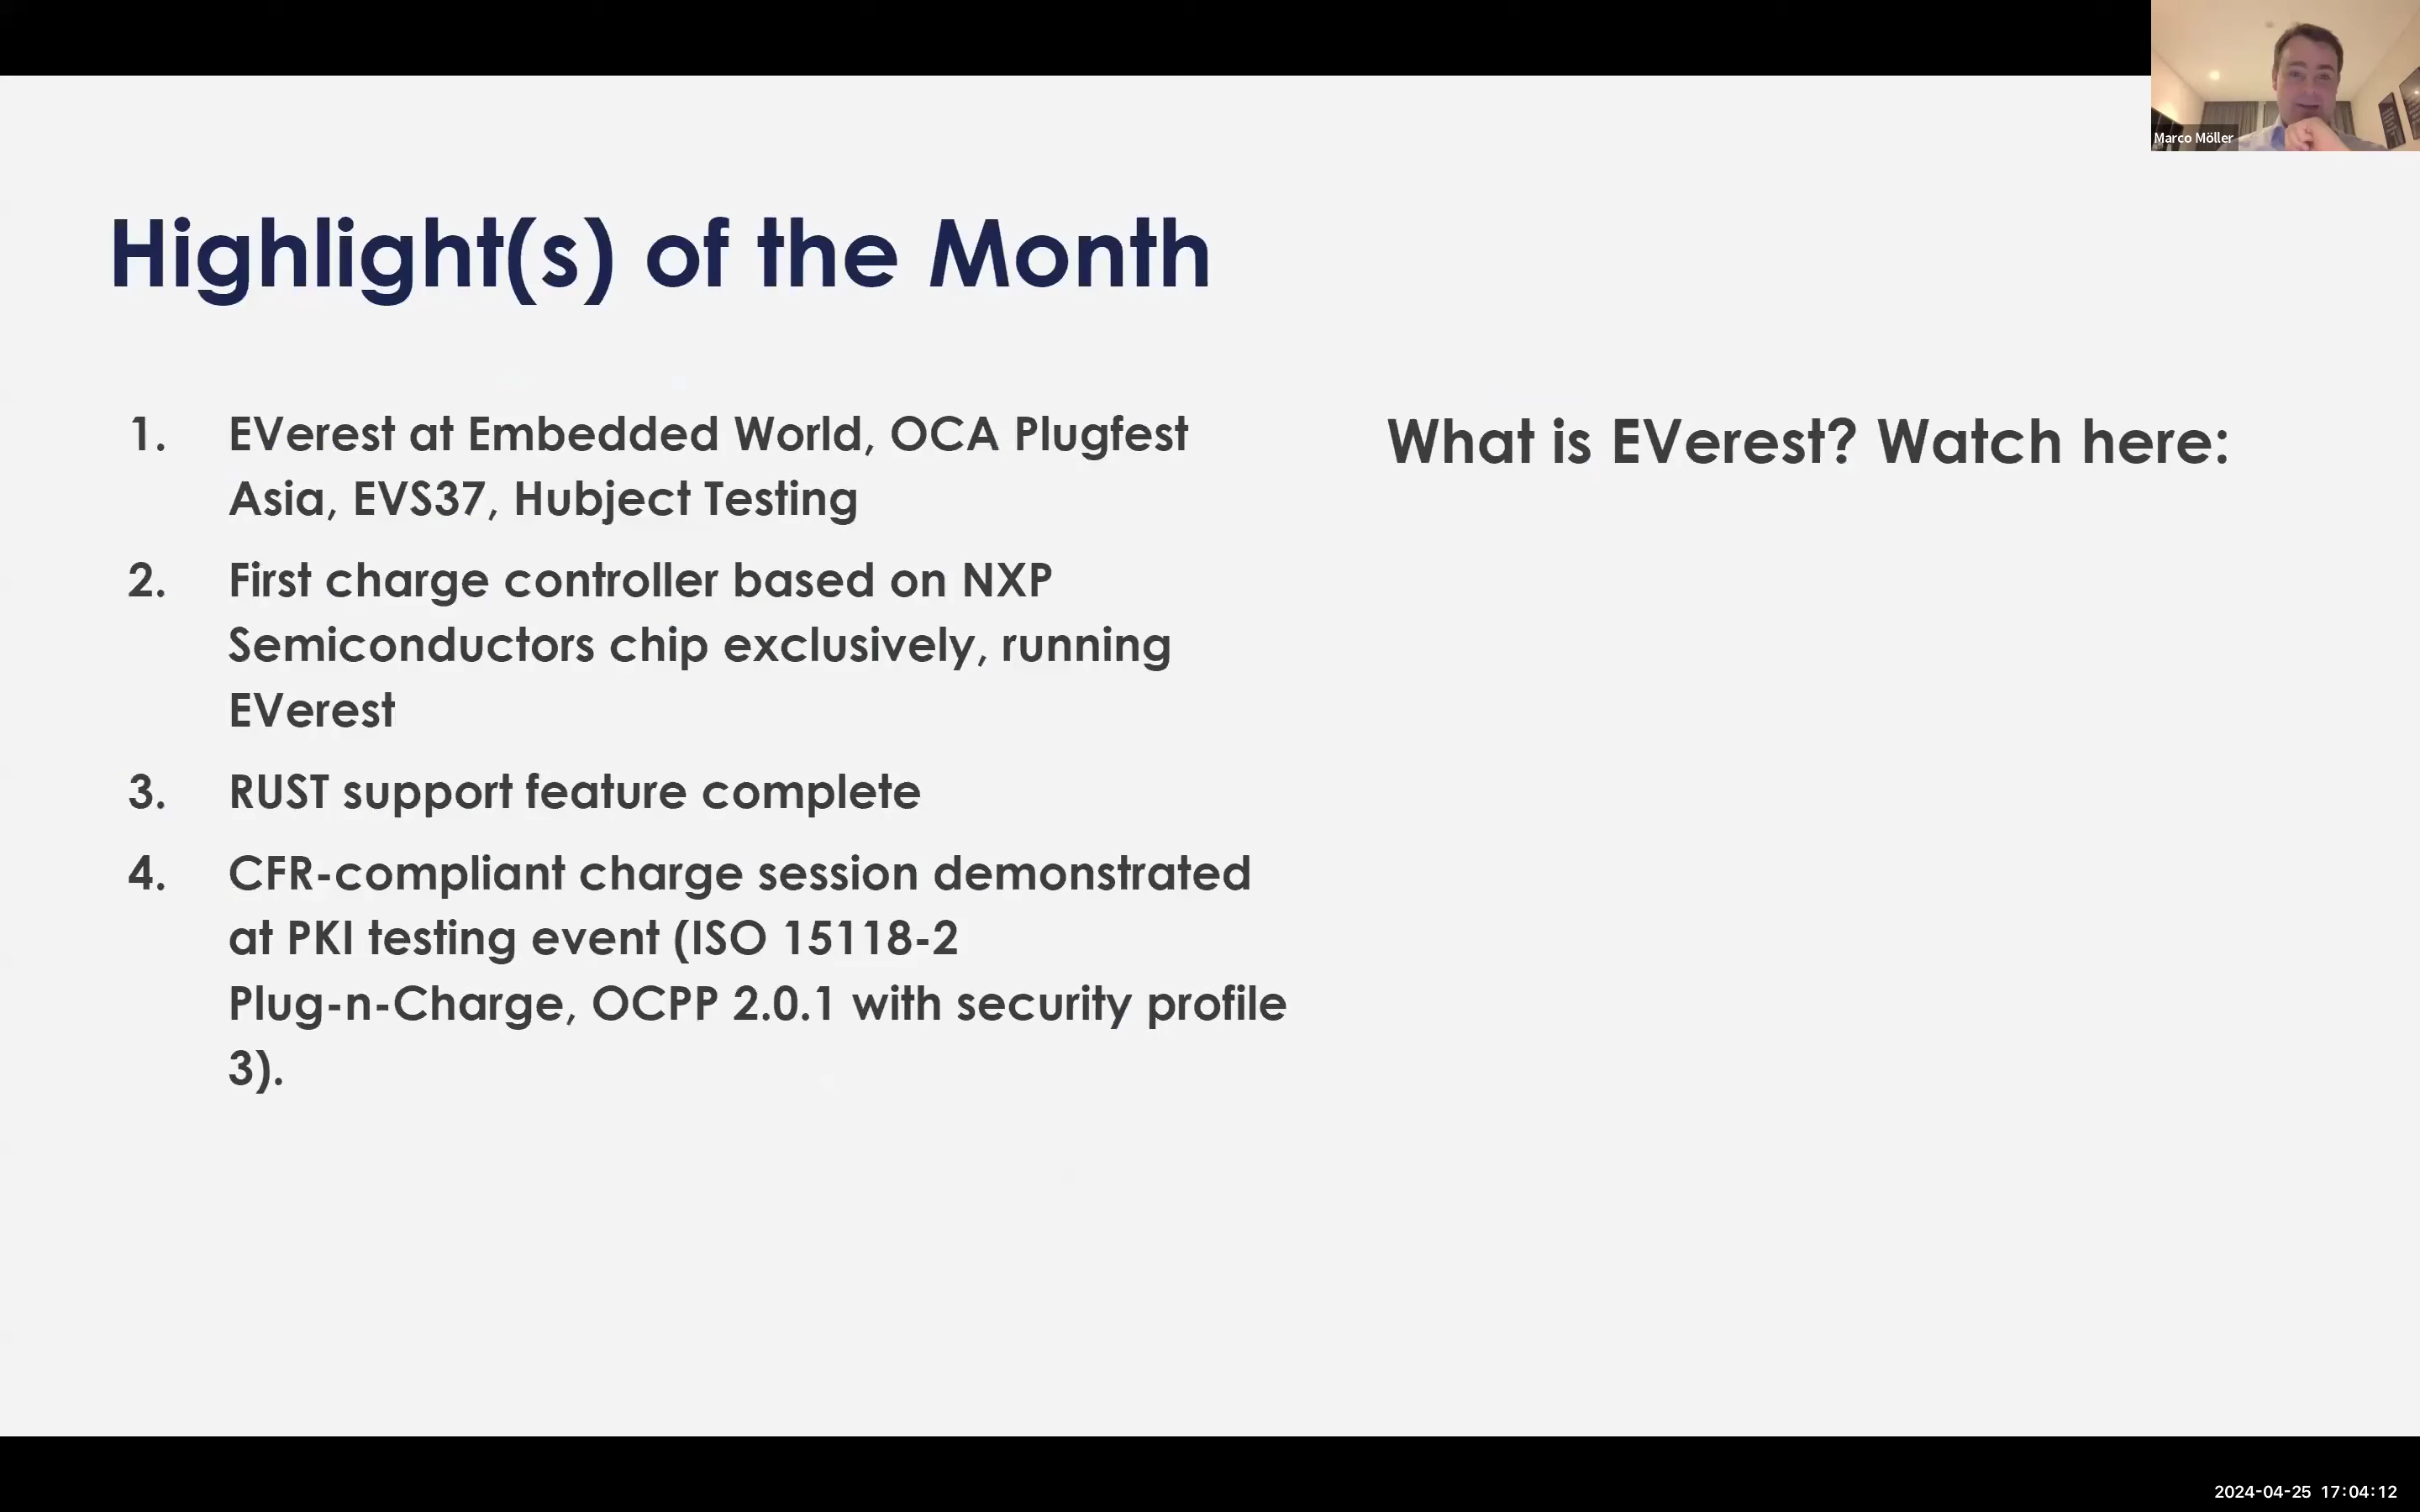 Marco Möller
Highlight(s) of the Month
1. EVerest at Embedded World, OCA Plugfest
Asia, EVS37, Hubject Testing
2. First charge controller based on NXP
Semiconductors chip exclusively, running
EVerest
3. RUST support feature complete
4. CFR-compliant charge session demonstrated
at PKI testing event (ISO 15118-2
Plug-n-Charge, OCPP 2.0.1 with security profile
3).
What is EVerest? Watch here:
2024-04-25 17:04:12